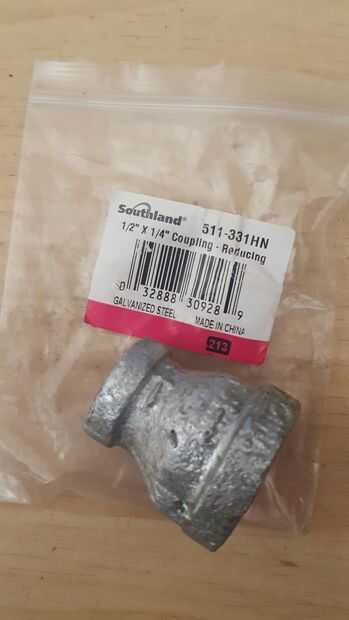 Southland® 511-331HN
1/2" X 1/4" Coupling - Reducing
0 32888 30928 9
GALVANIZED STEEL MADE IN CHINA
213